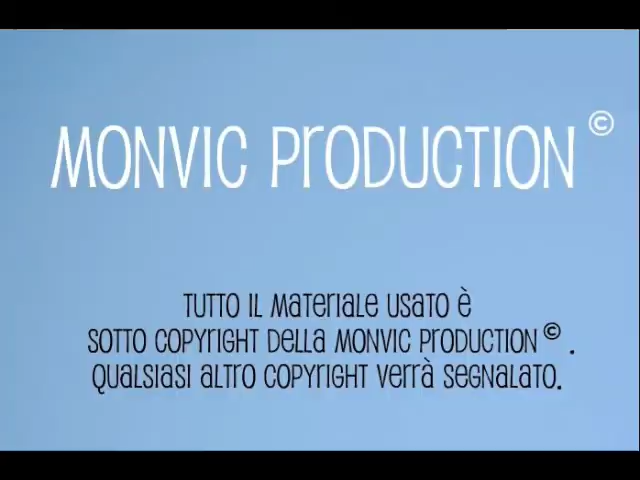 MONVIC PRODUCTION ©
TUTTO IL MATERIALE USATO È
SOTTO COPYRIGHT DELLA MONVIC PRODUCTION © .
QUALSIASI ALTRO COPYRIGHT VERRÀ SEGNALATO.